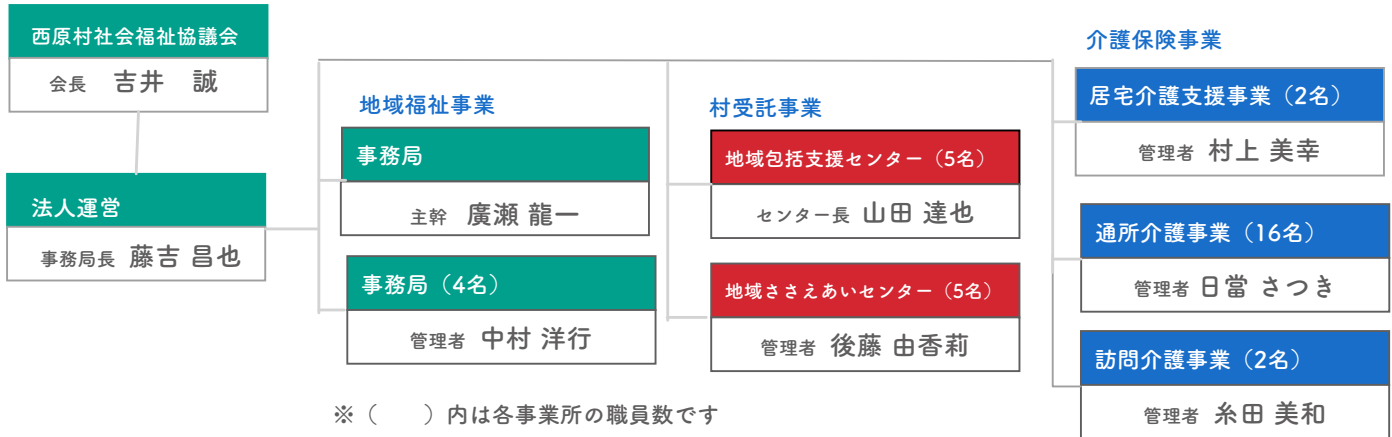 西原村社会福祉協議会
会長 吉井 誠
法人運営
事務局長 藤吉 昌也
地域福祉事業
事務局
主幹 廣瀬 龍一
事務局（4名）
管理者 中村 洋行
村受託事業
地域包括支援センター（5名）
センター長 山田 達也
地域ささえあいセンター（5名）
管理者 後藤 由香莉
介護保険事業
居宅介護支援事業（2名）
管理者 村上 美幸
通所介護事業（16名）
管理者 日當 さつき
訪問介護事業（2名）
管理者 糸田 美和
※（　　）内は各事業所の職員数です